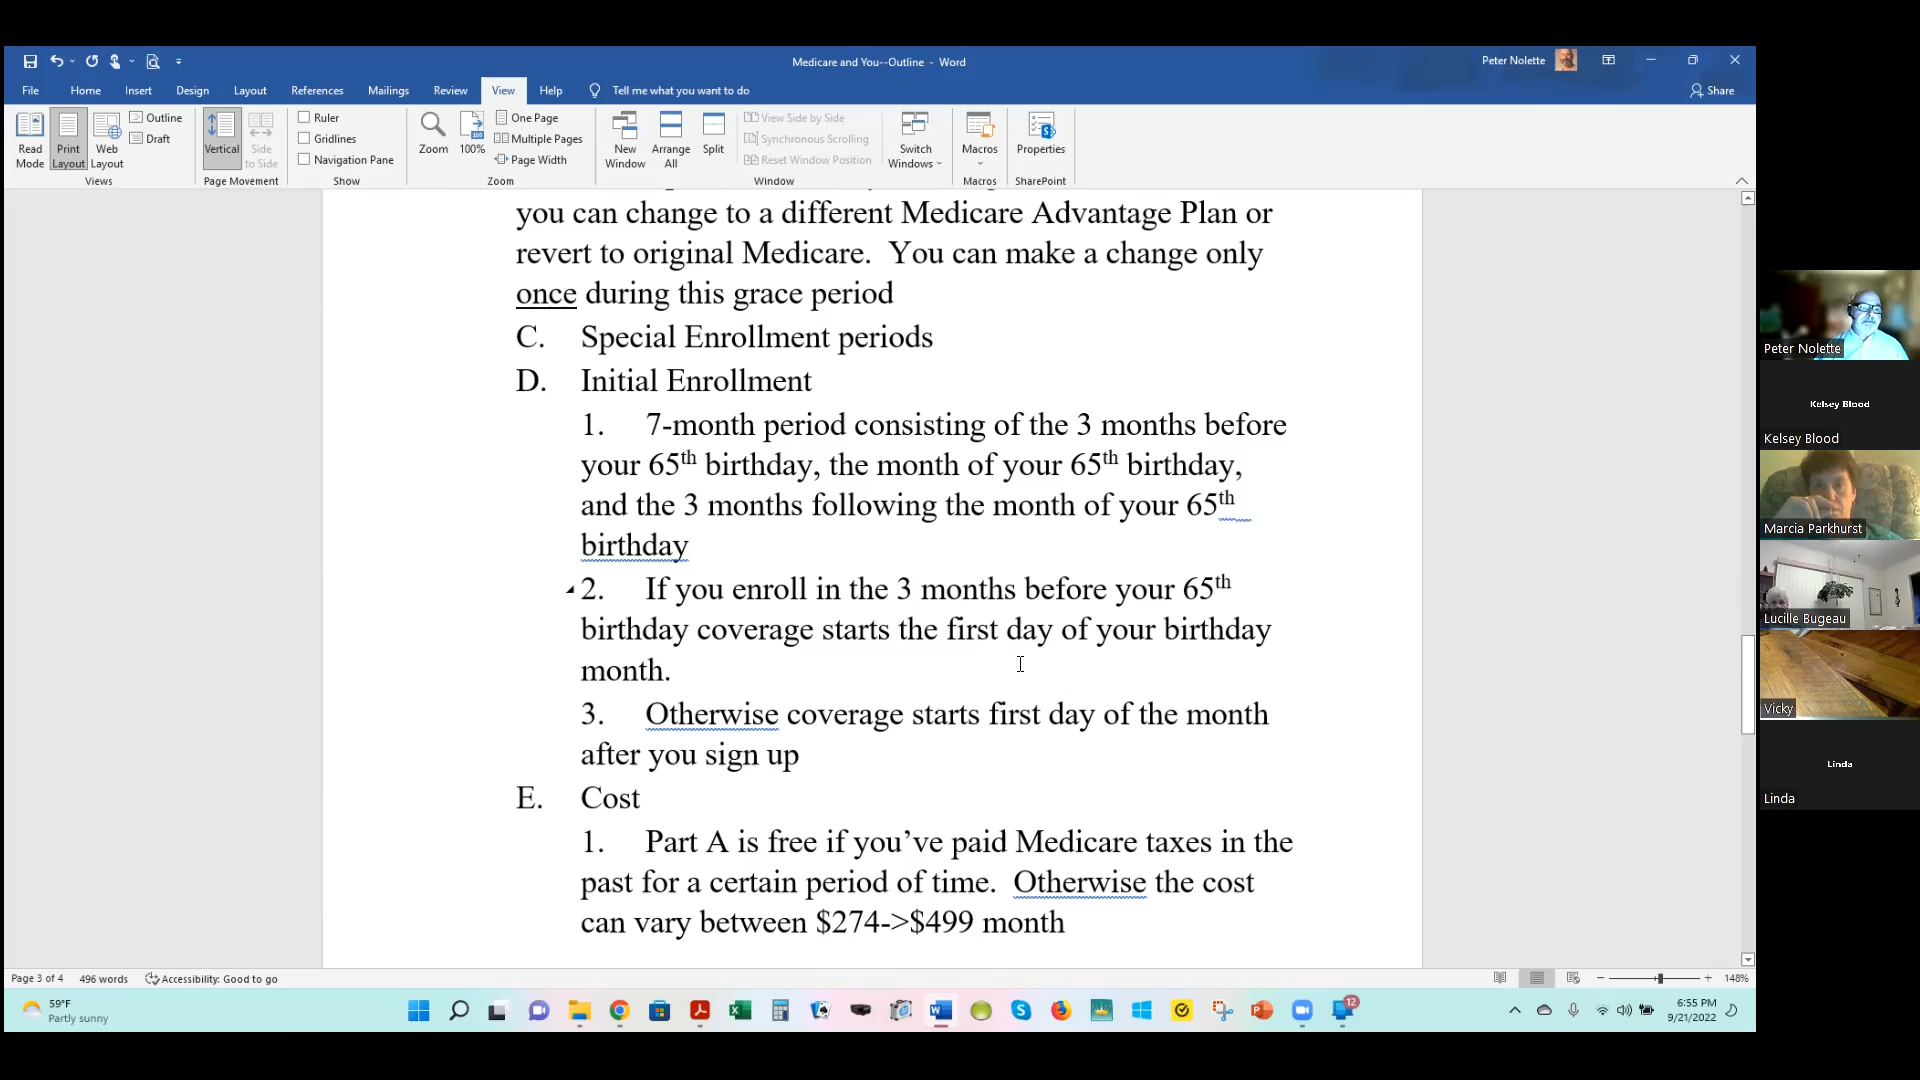 Medicare and You--Outline - Word
Peter Nolette
File Home Insert Design Layout References Mailings Review View Help Tell me what you want to do Share
Read Mode
Print Layout
Web Layout
Outline
Draft
Views
Vertical
Side to Side
Page Movement
Ruler
Gridlines
Navigation Pane
Show
Zoom
100%
One Page
Multiple Pages
Page Width
Zoom
New Window
Arrange All
Split
View Side by Side
Synchronous Scrolling
Reset Window Position
Window
Switch Windows
Macros
Macros
Properties
SharePoint
you can change to a different Medicare Advantage Plan or
revert to original Medicare. You can make a change only
once during this grace period
C. Special Enrollment periods
D. Initial Enrollment
1. 7-month period consisting of the 3 months before
your 65th birthday, the month of your 65th birthday,
and the 3 months following the month of your 65th
birthday
2. If you enroll in the 3 months before your 65th
birthday coverage starts the first day of your birthday
month.
3. Otherwise coverage starts first day of the month
after you sign up
E. Cost
1. Part A is free if you’ve paid Medicare taxes in the
past for a certain period of time. Otherwise the cost
can vary between $274->$499 month
Page 3 of 4 496 words Accessibility: Good to go 148%
59°F
Partly sunny
12
6:55 PM
9/21/2022
Peter Nolette
Kelsey Blood
Kelsey Blood
Marcia Parkhurst
Lucille Bugeau
Vicky
Linda
Linda